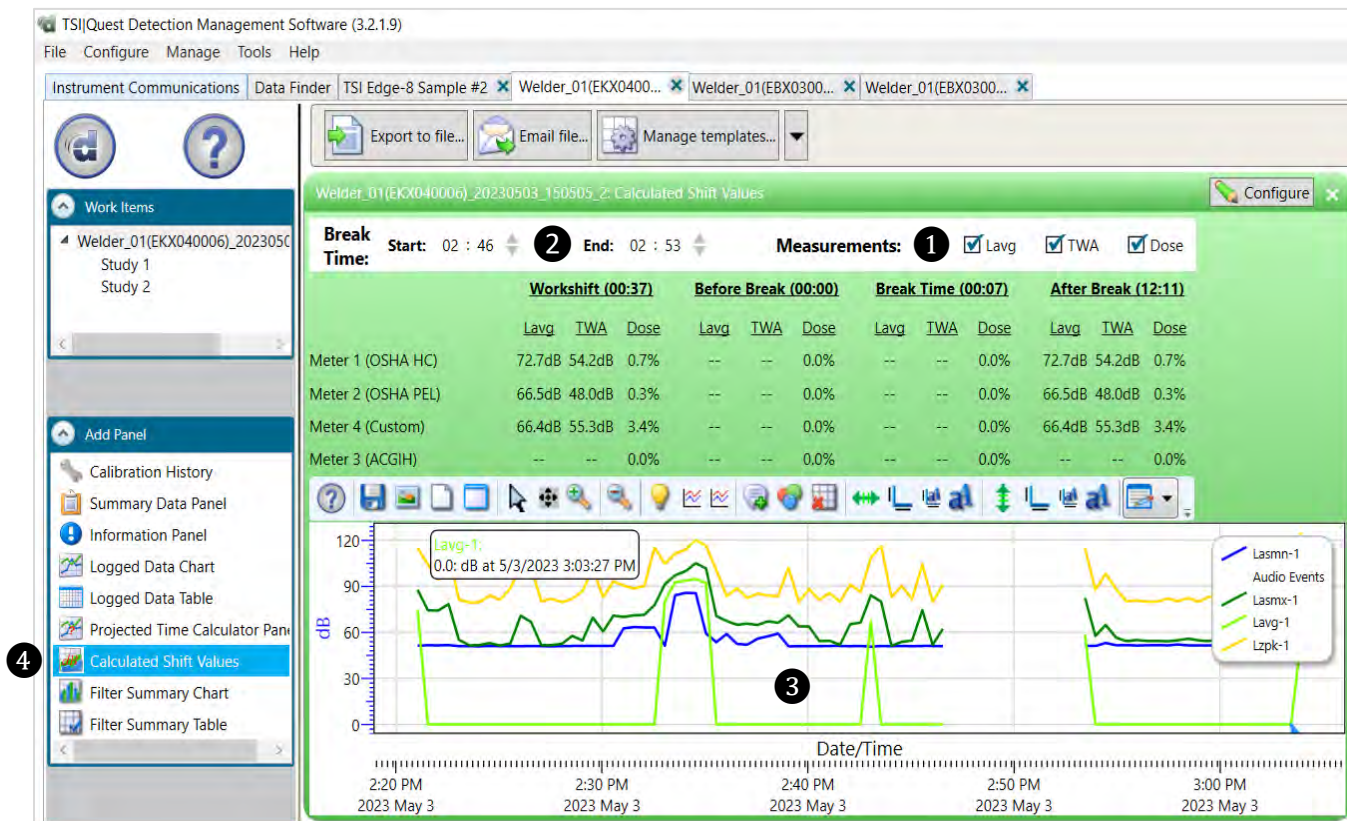 TSI|Quest Detection Management Software (3.2.1.9)
File Configure Manage Tools Help
Instrument Communications Data Finder TSI Edge-8 Sample #2 Welder_01(EKX0400... Welder_01(EBX0300... Welder_01(EBX0300...
d ?
Export to file... Email file... Manage templates...
Work Items
Welder_01(EKX040006)_202305
Study 1
Study 2
Add Panel
Calibration History
Summary Data Panel
Information Panel
Logged Data Chart
Logged Data Table
Projected Time Calculator Pane
4 Calculated Shift Values
Filter Summary Chart
Filter Summary Table
Welder_01(EKX040006)_20230503_150505_2: Calculated Shift Values Configure
Break Time: Start: 02 : 46 2 End: 02 : 53 Measurements: 1 Lavg TWA Dose
Workshift (00:37) Before Break (00:00) Break Time (00:07) After Break (12:11)
Lavg TWA Dose Lavg TWA Dose Lavg TWA Dose Lavg TWA Dose
Meter 1 (OSHA HC) 72.7dB 54.2dB 0.7% -- -- 0.0% -- -- 0.0% 72.7dB 54.2dB 0.7%
Meter 2 (OSHA PEL) 66.5dB 48.0dB 0.3% -- -- 0.0% -- -- 0.0% 66.5dB 48.0dB 0.3%
Meter 4 (Custom) 66.4dB 55.3dB 3.4% -- -- 0.0% -- -- 0.0% 66.4dB 55.3dB 3.4%
Meter 3 (ACGIH) -- -- 0.0% -- -- 0.0% -- -- 0.0% -- -- 0.0%
120
90
60
30
0
dB
Lavg-1:
0.0: dB at 5/3/2023 3:03:27 PM
3
Lasmn-1
Audio Events
Lasmx-1
Lavg-1
Lzpk-1
Date/Time
2:20 PM 2:30 PM 2:40 PM 2:50 PM 3:00 PM
2023 May 3 2023 May 3 2023 May 3 2023 May 3 2023 May 3